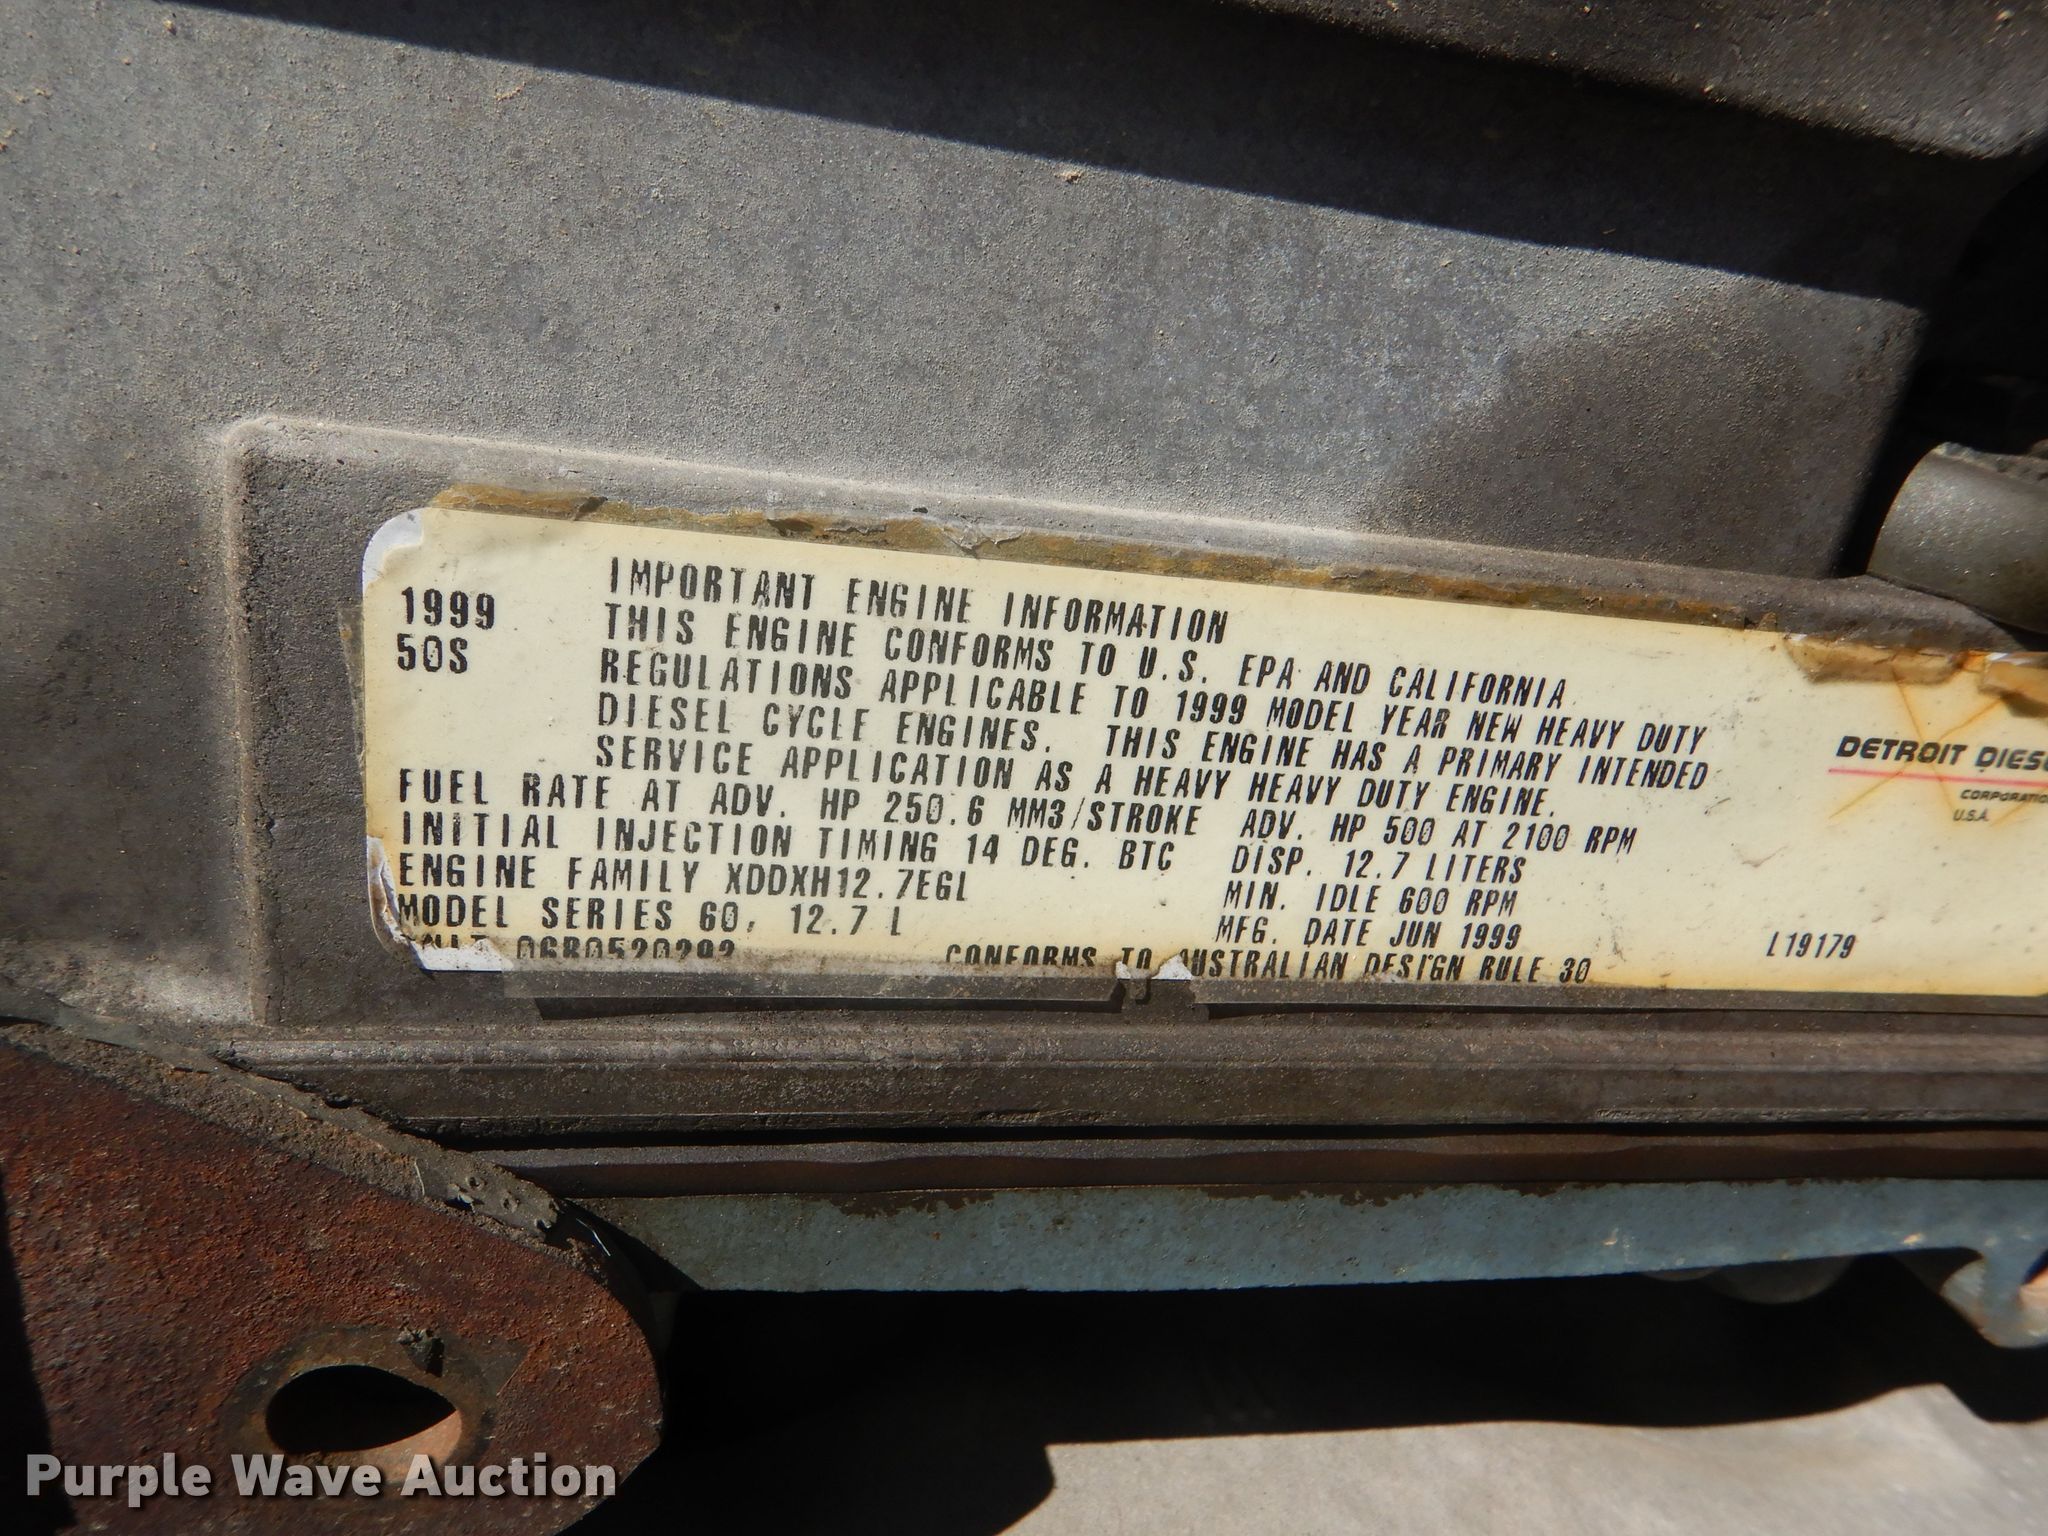 1999
50S
IMPORTANT ENGINE INFORMATION
THIS ENGINE CONFORMS TO U.S. EPA AND CALIFORNIA
REGULATIONS APPLICABLE TO 1999 MODEL YEAR NEW HEAVY DUTY
DIESEL CYCLE ENGINES. THIS ENGINE HAS A PRIMARY INTENDED
SERVICE APPLICATION AS A HEAVY HEAVY DUTY ENGINE.
FUEL RATE AT ADV. HP 250.6 MM3/STROKE ADV. HP 500 AT 2100 RPM
INITIAL INJECTION TIMING 14 DEG. BTC DISP. 12.7 LITERS
ENGINE FAMILY XDDXH12.7EGL MIN. IDLE 600 RPM
MODEL SERIES 60, 12.7 L MFG. DATE JUN 1999
CONFORMS TO AUSTRALIAN DESIGN RULE 30
L19179
DETROIT DIESE
CORPORATIO
U.S.A.
Purple Wave Auction